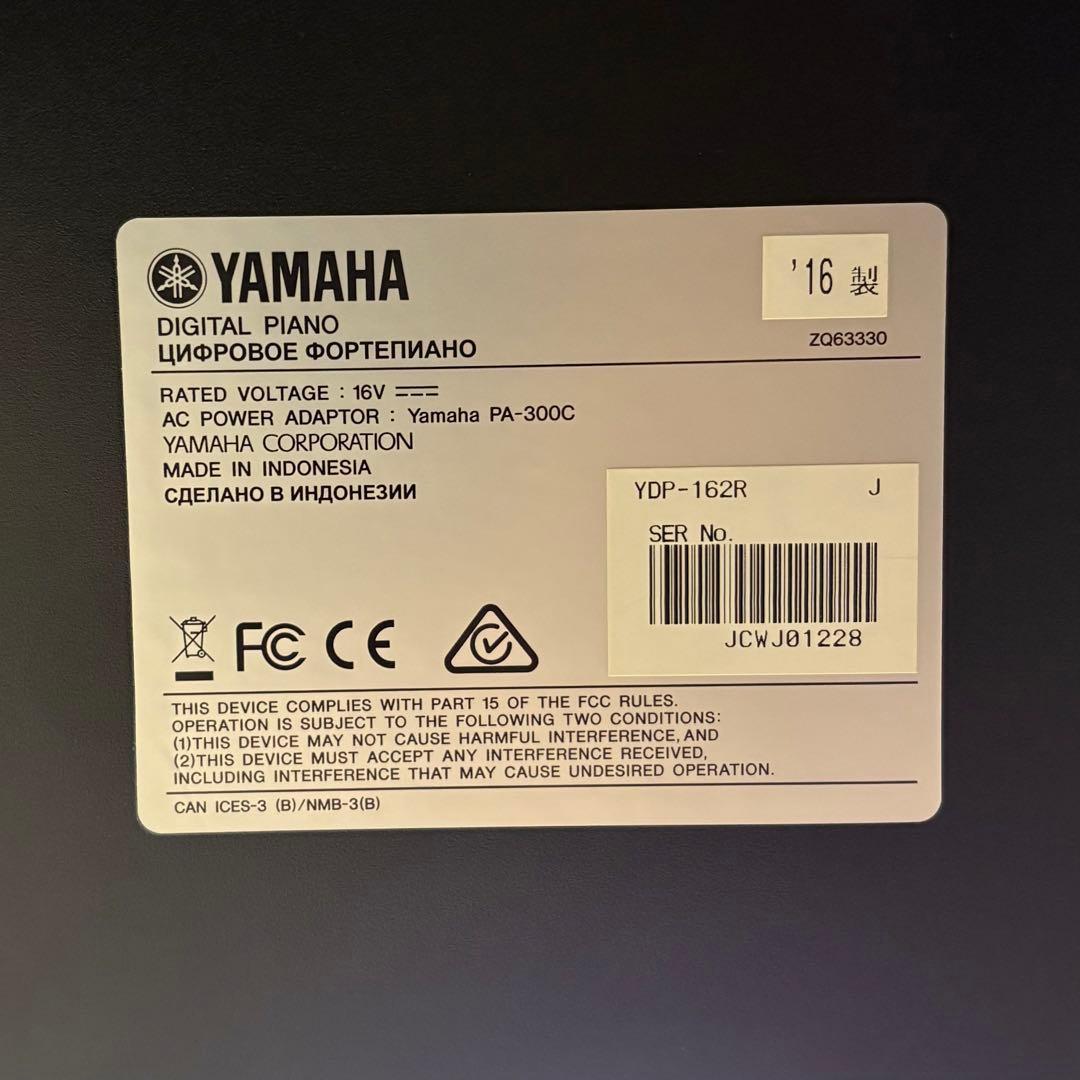 YAMAHA
'16 製
DIGITAL PIANO
ЦИФРОВОЕ ФОРТЕПИАНО
ZQ63330
RATED VOLTAGE : 16V
AC POWER ADAPTOR : Yamaha PA-300C
YAMAHA CORPORATION
MADE IN INDONESIA
СДЕЛАНО В ИНДОНЕЗИИ
YDP-162R J
SER No.
JCWJ01228
FC CE
THIS DEVICE COMPLIES WITH PART 15 OF THE FCC RULES.
OPERATION IS SUBJECT TO THE FOLLOWING TWO CONDITIONS:
(1)THIS DEVICE MAY NOT CAUSE HARMFUL INTERFERENCE,AND
(2)THIS DEVICE MUST ACCEPT ANY INTERFERENCE RECEIVED,
INCLUDING INTERFERENCE THAT MAY CAUSE UNDESIRED OPERATION.
CAN ICES-3 (B)/NMB-3(B)